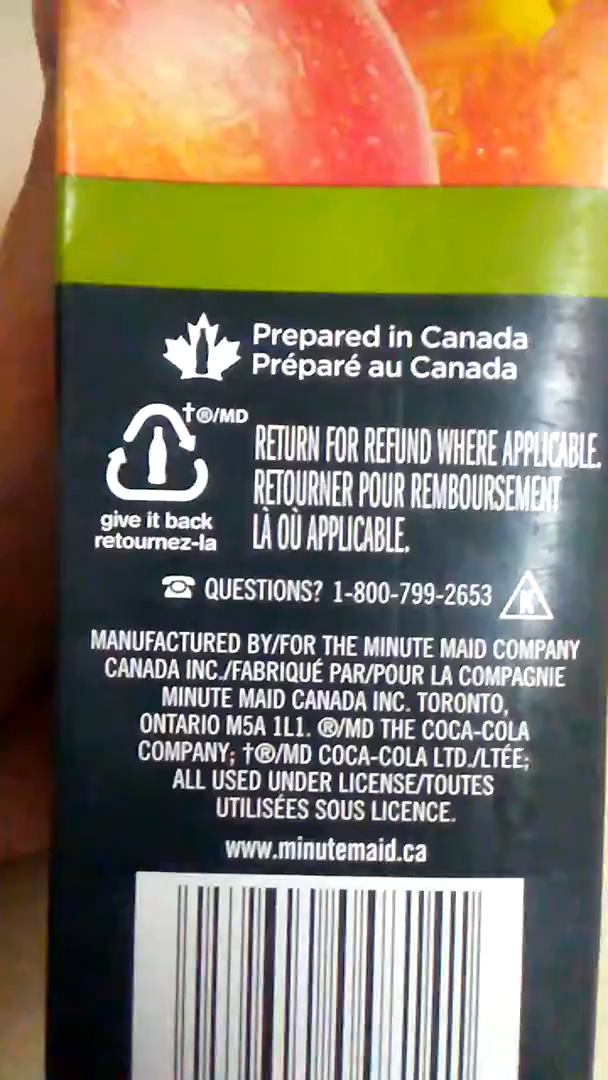 Prepared in Canada
Préparé au Canada
†®/MD
RETURN FOR REFUND WHERE APPLICABLE.
RETOURNER POUR REMBOURSEMENT
LÀ OÙ APPLICABLE.
give it back
retournez-la
QUESTIONS? 1-800-799-2653
K
MANUFACTURED BY/FOR THE MINUTE MAID COMPANY
CANADA INC./FABRIQUÉ PAR/POUR LA COMPAGNIE
MINUTE MAID CANADA INC. TORONTO,
ONTARIO M5A 1L1. ®/MD THE COCA-COLA
COMPANY; †®/MD COCA-COLA LTD./LTÉE;
ALL USED UNDER LICENSE/TOUTES
UTILISÉES SOUS LICENCE.
www.minutemaid.ca